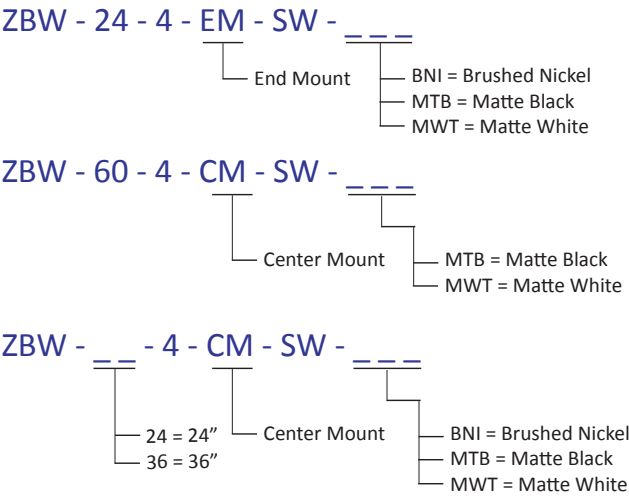 ZBW - 24 - 4 - EM - SW - _ _ _
End Mount
BNI = Brushed Nickel
MTB = Matte Black
MWT = Matte White
ZBW - 60 - 4 - CM - SW - _ _ _
Center Mount
MTB = Matte Black
MWT = Matte White
ZBW - _ _ - 4 - CM - SW - _ _ _
24 = 24”
36 = 36”
Center Mount
BNI = Brushed Nickel
MTB = Matte Black
MWT = Matte White